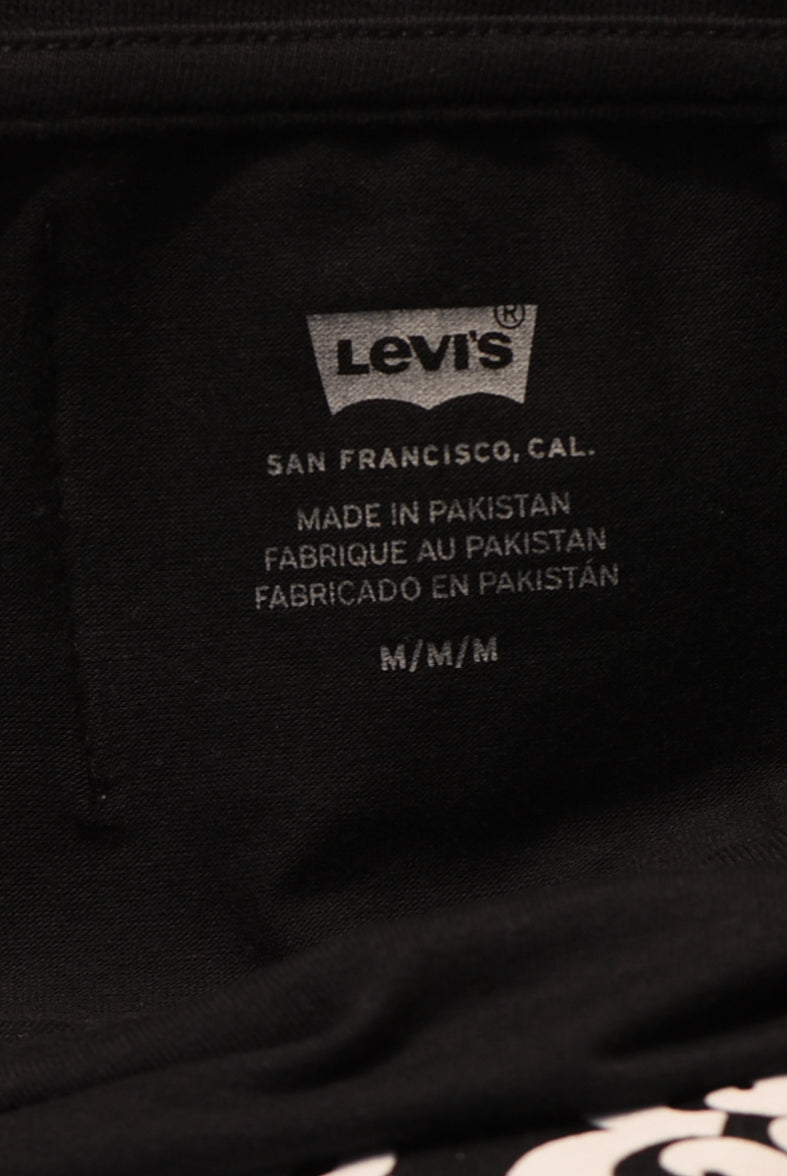 LEVI'S®
SAN FRANCISCO, CAL.
MADE IN PAKISTAN
FABRIQUE AU PAKISTAN
FABRICADO EN PAKISTÁN
M/M/M